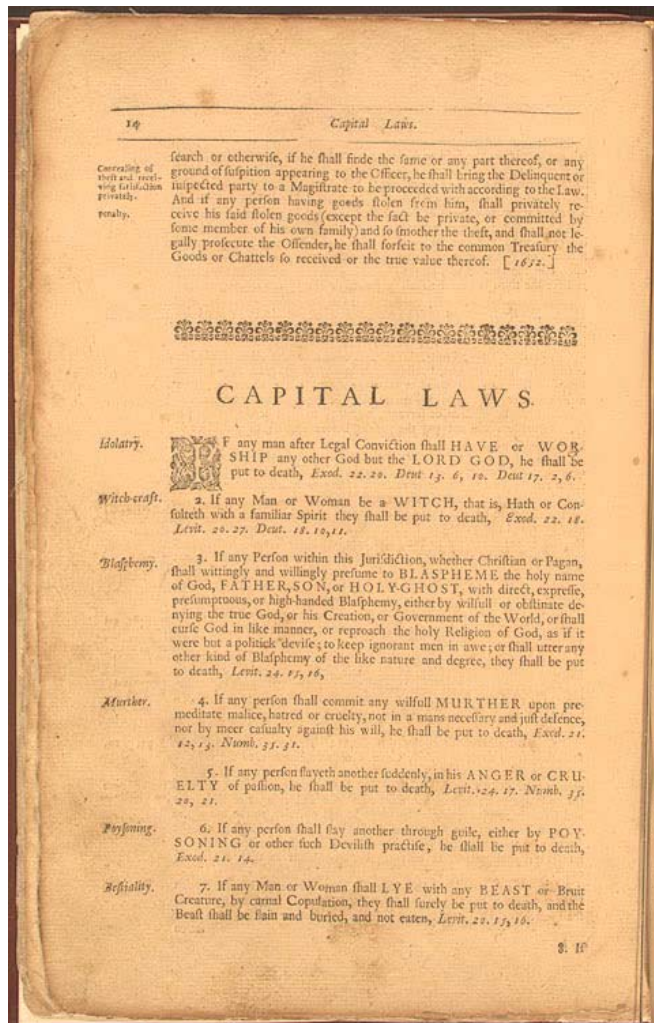 14
Capital Laws.
Concealing of
theft and recei-
ving satisfaction
privately.
penalty.
ſearch or otherwiſe, if he ſhall finde the ſame or any part thereof, or any
ground of ſuſpition appearing to the Officer, he ſhall bring the Delinquent or
ſuſpected party to a Magiſtrate to be proceeded with according to the Law.
And if any perſon having goods ſtolen from him, ſhall privately re-
ceive his ſaid ſtolen goods (except the fact be private, or committed by
ſome member of his own family) and ſo ſmother the theft, and ſhall not le-
gally proſecute the Offender, he ſhall forfeit to the common Treaſury the
Goods or Chattels ſo received or the true value thereof. [ 1652. ]
CAPITAL LAWS.
Idolatry.
IF any man after Legal Conviction ſhall HAVE or WOR-
SHIP any other God but the LORD GOD, he ſhall be
put to death, Exod. 22. 20. Deut 13. 6, 10. Deut 17. 2, 6.
Witch-craft.
2. If any Man or Woman be a WITCH, that is, Hath or Con-
ſulteth with a familiar Spirit they ſhall be put to death, Exod. 22. 18.
Levit. 20. 27. Deut. 18. 10, 11.
Blaſphemy.
3. If any Perſon within this Juriſdiction, whether Chriſtian or Pagan,
ſhall wittingly and willingly preſume to BLASPHEME the holy name
of God, FATHER, SON, or HOLY-GHOST, with direct, expreſſe,
preſumptuous, or high-handed Blaſphemy, either by wilfull or obſtinate de-
nying the true God, or his Creation, or Government of the World, or ſhall
curſe God in like manner, or reproach the holy Religion of God, as if it
were but a politick deviſe; to keep ignorant men in awe; or ſhall utter any
other kind of Blaſphemy of the like nature and degree, they ſhall be put
to death, Levit. 24. 15, 16,
Murther.
4. If any perſon ſhall commit any wilfull MURTHER upon pre-
meditate malice, hatred or cruelty, not in a mans neceſſary and juſt defence,
nor by meer caſualty againſt his will, he ſhall be put to death, Exod. 21.
12, 13. Numb. 35. 31.
5. If any perſon ſlayeth another ſuddenly, in his ANGER or CRU-
ELTY of paſſion, he ſhall be put to death, Levit. 24. 17. Numb. 35.
20, 21.
Poyſoning.
6. If any perſon ſhall ſlay another through guile, either by POY-
SONING or other ſuch Deviliſh practiſe, he ſhall be put to death,
Exod. 21. 14.
Beſtiality.
7. If any Man or Woman ſhall LYE with any BEAST or Bruit
Creature, by carnal Copulation, they ſhall ſurely be put to death, and the
Beaſt ſhall be ſlain and buried, and not eaten, Levit. 20. 15, 16.
8. If